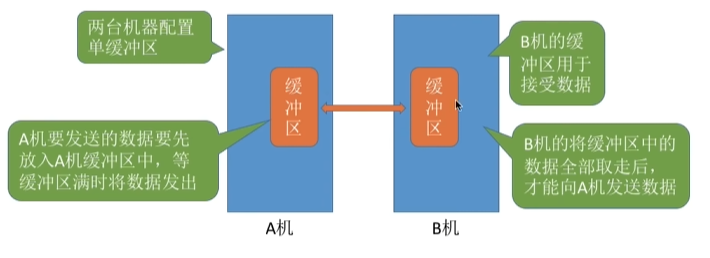 两台机器配置
单缓冲区
B机的缓
冲区用于
接受数据
缓
冲
区
缓
冲
区
A机要发送的数据要先
放入A机缓冲区中，等
缓冲区满时将数据发出
B机的将缓冲区中的
数据全部取走后，
才能向A机发送数据
A机
B机